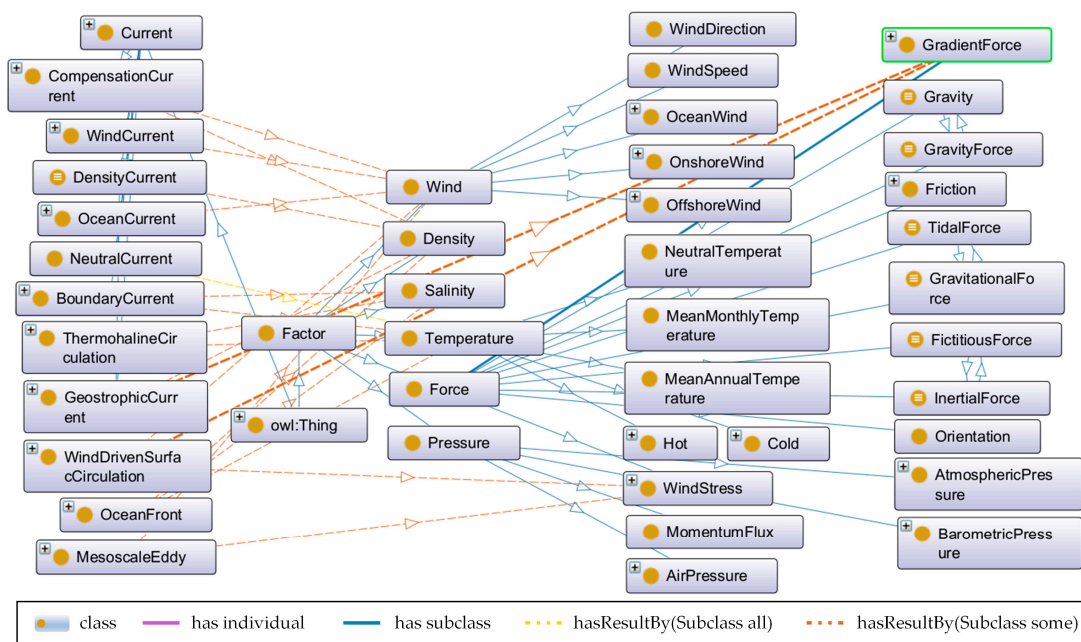 Current
CompensationCur
rent
WindCurrent
DensityCurrent
OceanCurrent
NeutralCurrent
BoundaryCurrent
ThermohalineCir
culation
GeostrophicCurr
ent
WindDrivenSurfa
cCirculation
OceanFront
MesoscaleEddy
Factor
owl:Thing
Wind
Density
Salinity
Temperature
Force
Pressure
WindDirection
WindSpeed
OceanWind
OnshoreWind
OffshoreWind
NeutralTemperat
ure
MeanMonthlyTemp
erature
MeanAnnualTempe
rature
Hot
Cold
WindStress
MomentumFlux
AirPressure
GradientForce
Gravity
GravityForce
Friction
TidalForce
GravitationalFo
rce
FictitiousForce
InertialForce
Orientation
AtmosphericPres
sure
BarometricPress
ure
class
has individual
has subclass
hasResultBy(Subclass all)
hasResultBy(Subclass some)